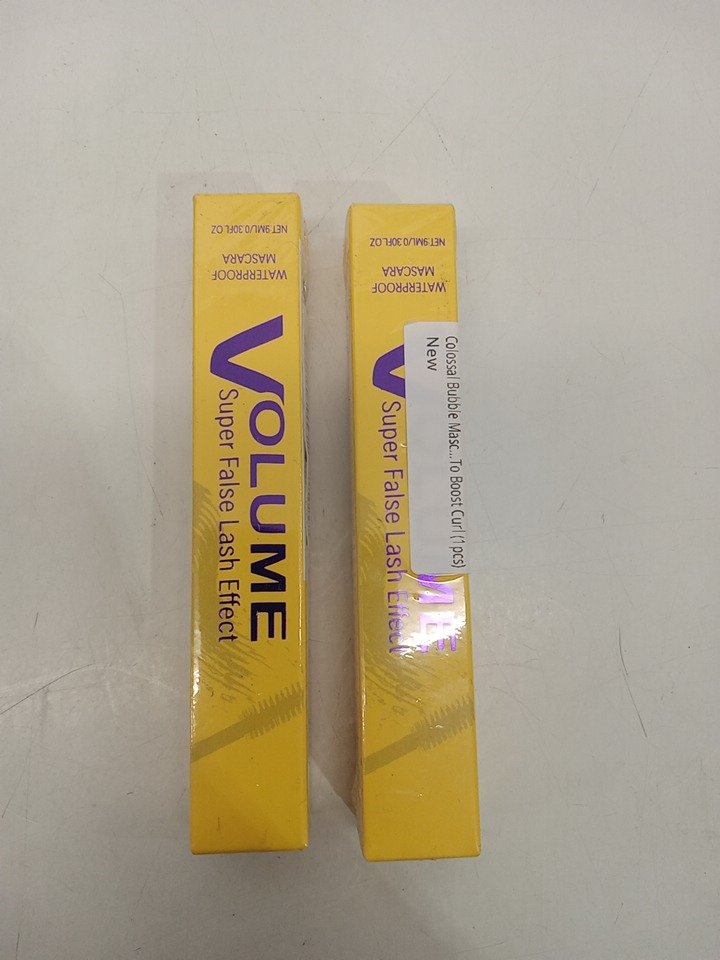 NET 9ML/0.30FL.OZ
WATERPROOF
MASCARA
VOLUME
Super False Lash Effect
NET 9ML/0.30FL.OZ
WATERPROOF
MASCARA
V ME
Super False Lash Effect
Colossal Bubble Masc...To Boost Curl (1pcs)
New